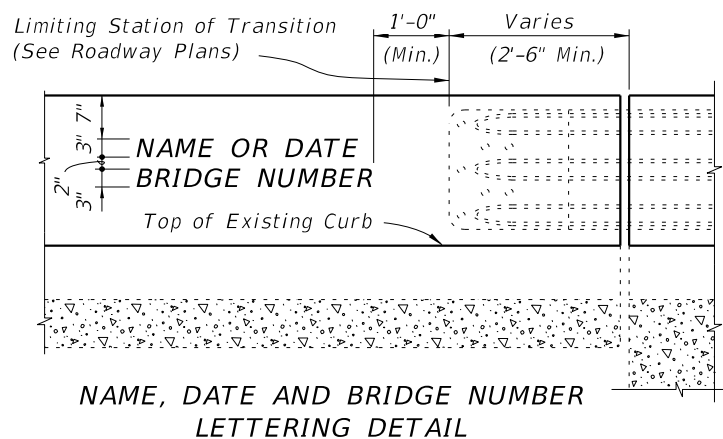 Limiting Station of Transition
(See Roadway Plans)
1'-0"
(Min.)
Varies
(2'-6" Min.)
7"
3"
2"
3"
NAME OR DATE
BRIDGE NUMBER
Top of Existing Curb
NAME, DATE AND BRIDGE NUMBER
LETTERING DETAIL